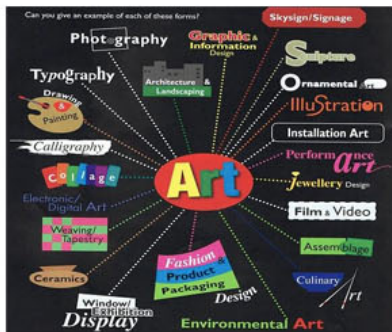 Can you give an example of each of these forms?
Skysign/Signage
Photography
Graphic &
Information
Design
Sculpture
Typography
Architecture &
Landscaping
Ornamental Art
Illustration
Drawing
&
Painting
Installation Art
Calligraphy
Performance
art
Art
Collage
Jewellery Design
Electronic/
Digital Art
Film & Video
Weaving/
Tapestry
Assemblage
Fashion
& Product
Packaging
Design
Ceramics
Culinary
Art
Window/
Exhibition
Display
Environmental Art